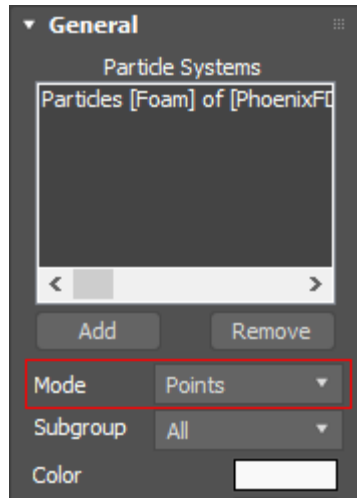 General
Particle Systems
Particles [Foam] of [PhoenixFD
Add Remove
Mode Points
Subgroup All
Color